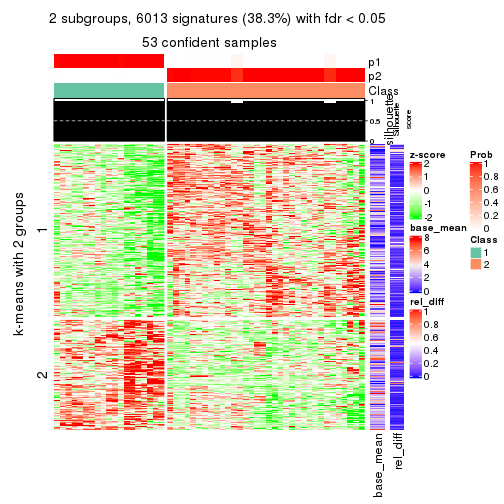 2 subgroups, 6013 signatures (38.3%) with fdr < 0.05
53 confident samples
p1
p2
Class
1
0.5
0
silhouette
Silhouette
score
k-means with 2 groups
1
2
base_mean
rel_diff
z-score
2
1
0
-1
-2
base_mean
8
6
4
2
0
rel_diff
1
0.8
0.6
0.4
0.2
0
Prob
1
0.8
0.6
0.4
0.2
0
Class
1
2